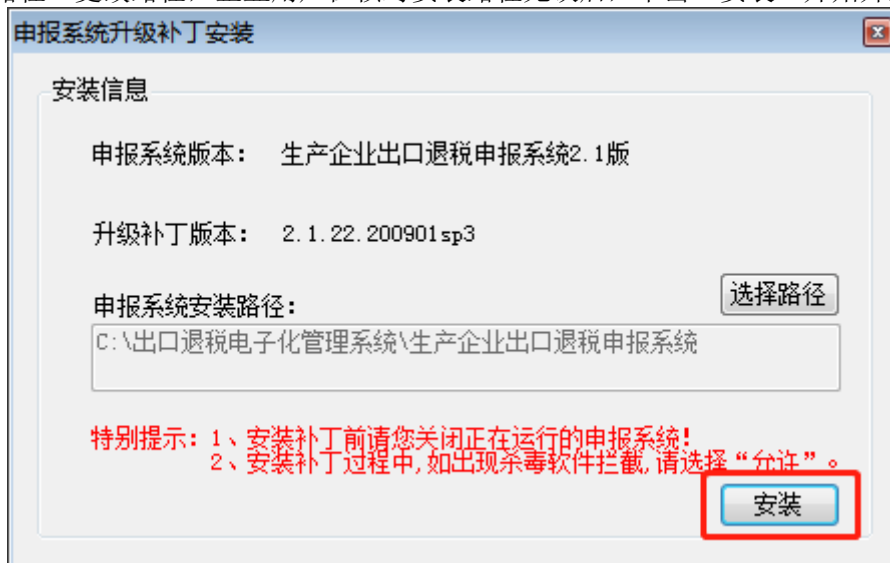 申报系统升级补丁安装
安装信息
申报系统版本： 生产企业出口退税申报系统2.1版
升级补丁版本： 2.1.22.200901sp3
申报系统安装路径：
选择路径
C:\出口退税电子化管理系统\生产企业出口退税申报系统
特别提示：1、安装补丁前请您关闭正在运行的申报系统！
2、安装补丁过程中,如出现杀毒软件拦截,请选择“允许”。
安装